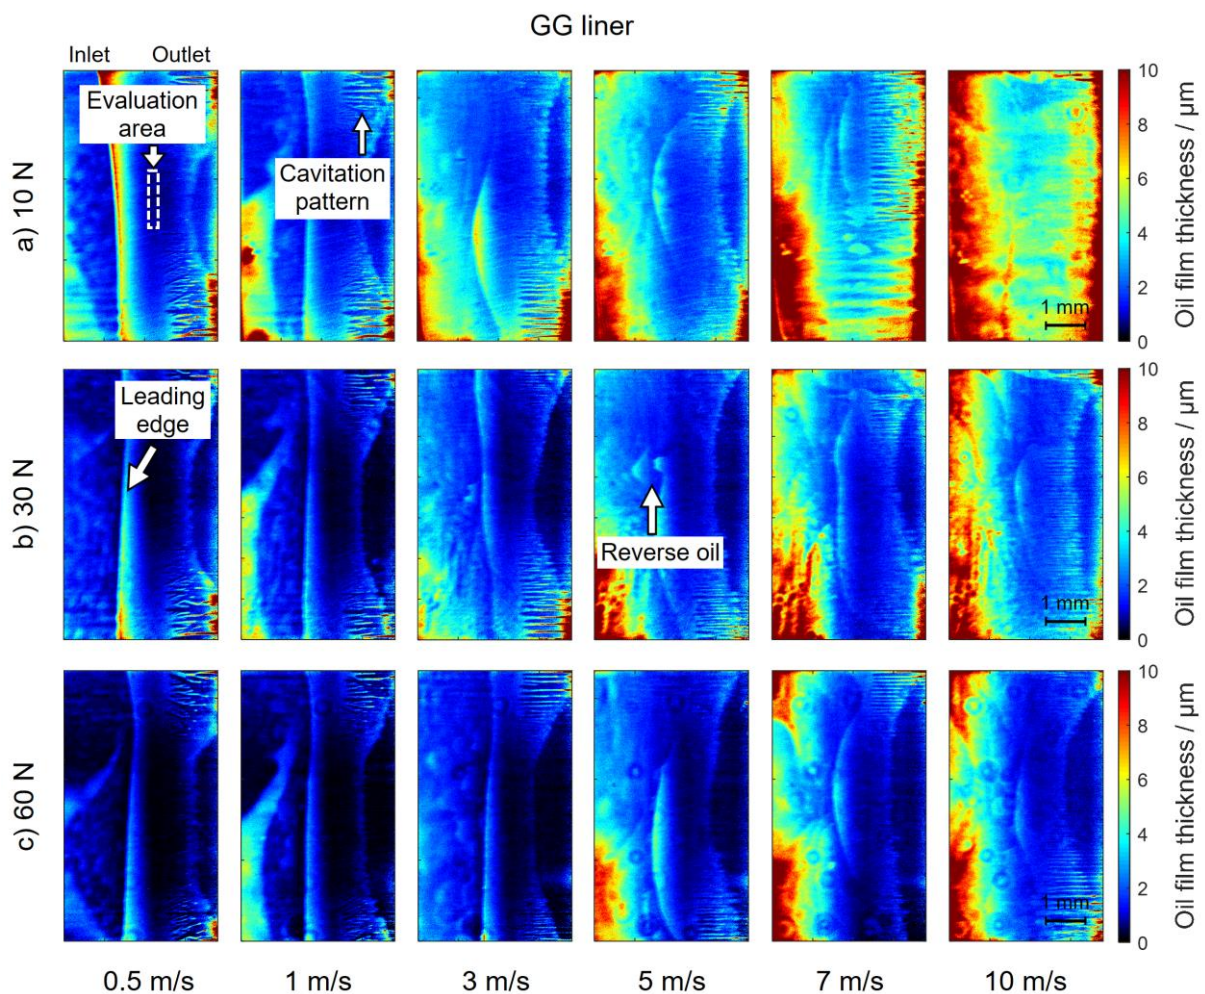 GG liner
Inlet
Outlet
Evaluation
area
Cavitation
pattern
a) 10 N
1 mm
10
8
6
4
2
0
Oil film thickness / µm
Leading
edge
Reverse oil
b) 30 N
1 mm
10
8
6
4
2
0
Oil film thickness / µm
c) 60 N
1 mm
10
8
6
4
2
0
Oil film thickness / µm
0.5 m/s
1 m/s
3 m/s
5 m/s
7 m/s
10 m/s